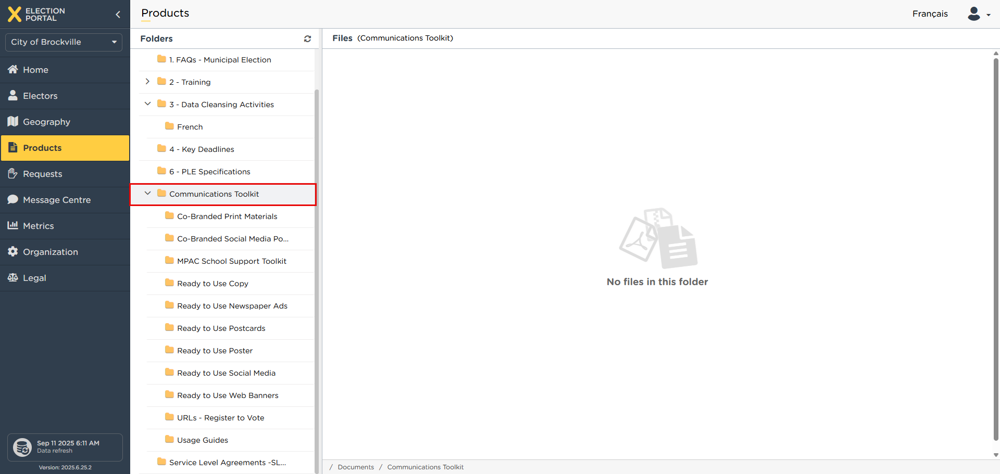 ELECTION
PORTAL
City of Brockville
Home
Electors
Geography
Products
Requests
Message Centre
Metrics
Organization
Legal
Sep 11 2025 6:11 AM
Data refresh
Version: 2025.6.25.2
Products
Français
Folders
1. FAQs - Municipal Election
2 - Training
3 - Data Cleansing Activities
French
4 - Key Deadlines
6 - PLE Specifications
Communications Toolkit
Co-Branded Print Materials
Co-Branded Social Media Po...
MPAC School Support Toolkit
Ready to Use Copy
Ready to Use Newspaper Ads
Ready to Use Postcards
Ready to Use Poster
Ready to Use Social Media
Ready to Use Web Banners
URLs - Register to Vote
Usage Guides
Service Level Agreements -SL...
Files (Communications Toolkit)
No files in this folder
/ Documents / Communications Toolkit